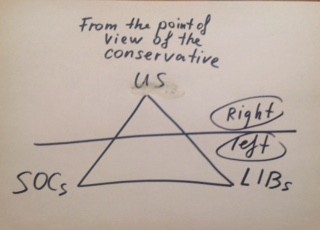 From the point of
view of the
conservative
US
Right
left
SOCs
LIBs